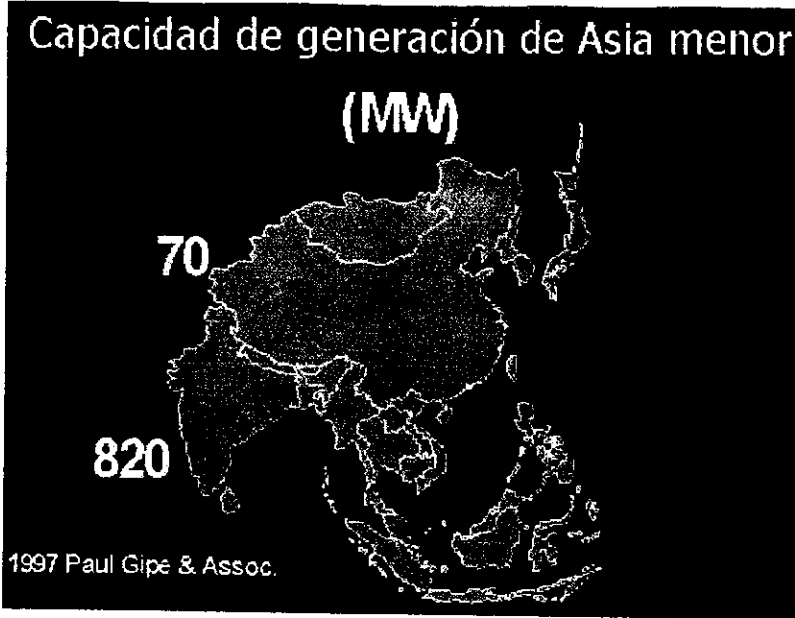 Capacidad de generación de Asia menor
(MW)
70
820
1997 Paul Gipe & Assoc.